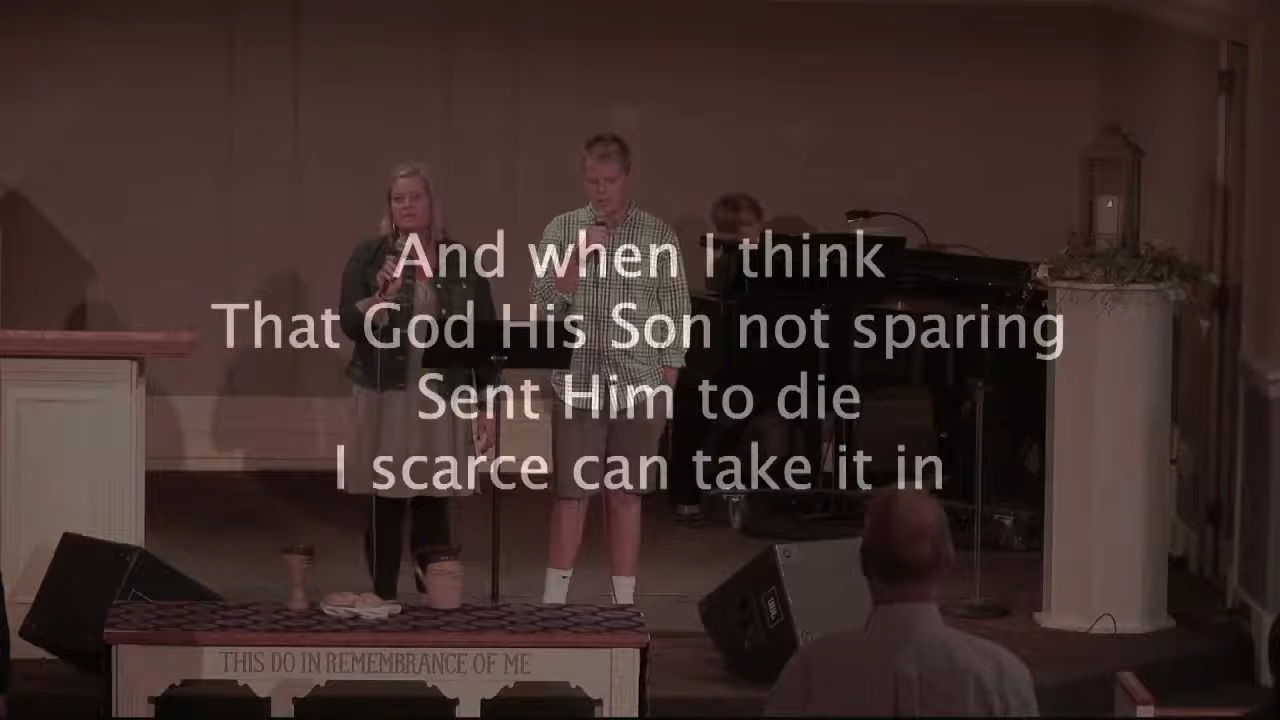 And when I think
That God His Son not sparing
Sent Him to die
I scarce can take it in
JBL
THIS DO IN REMEMBRANCE OF ME